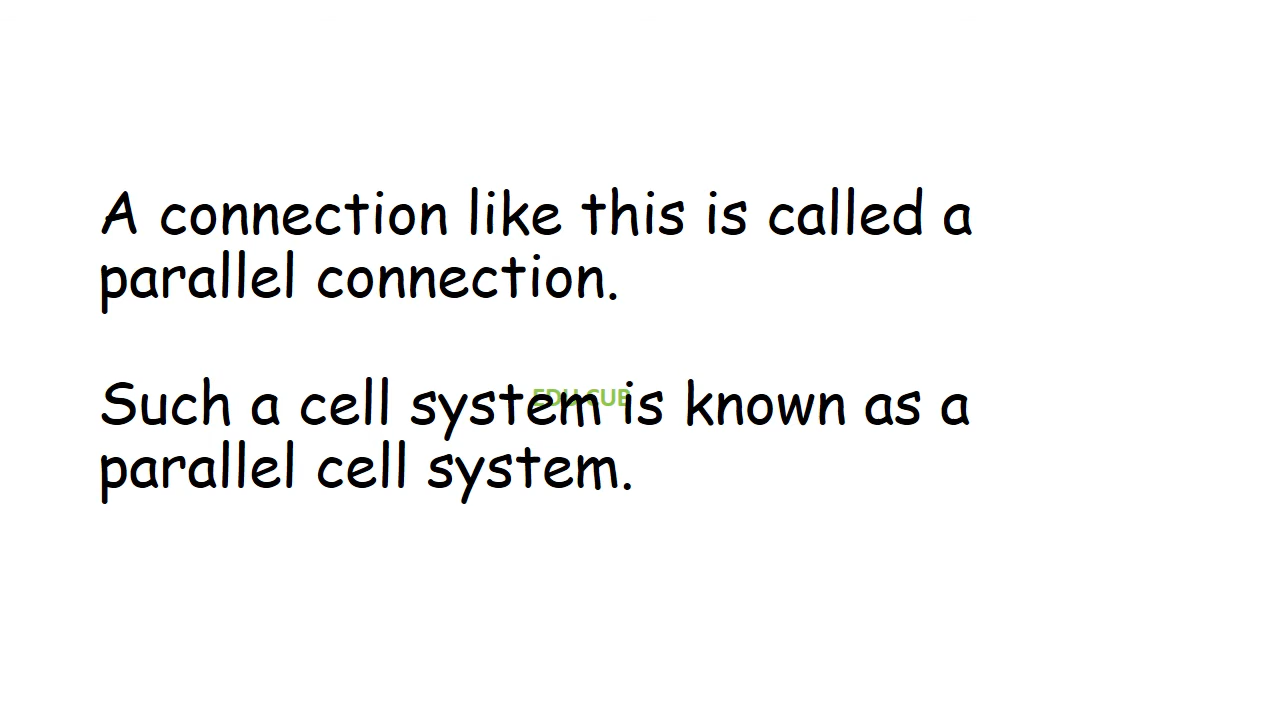 A connection like this is called a
parallel connection.
Such a cell system is known as a
parallel cell system.